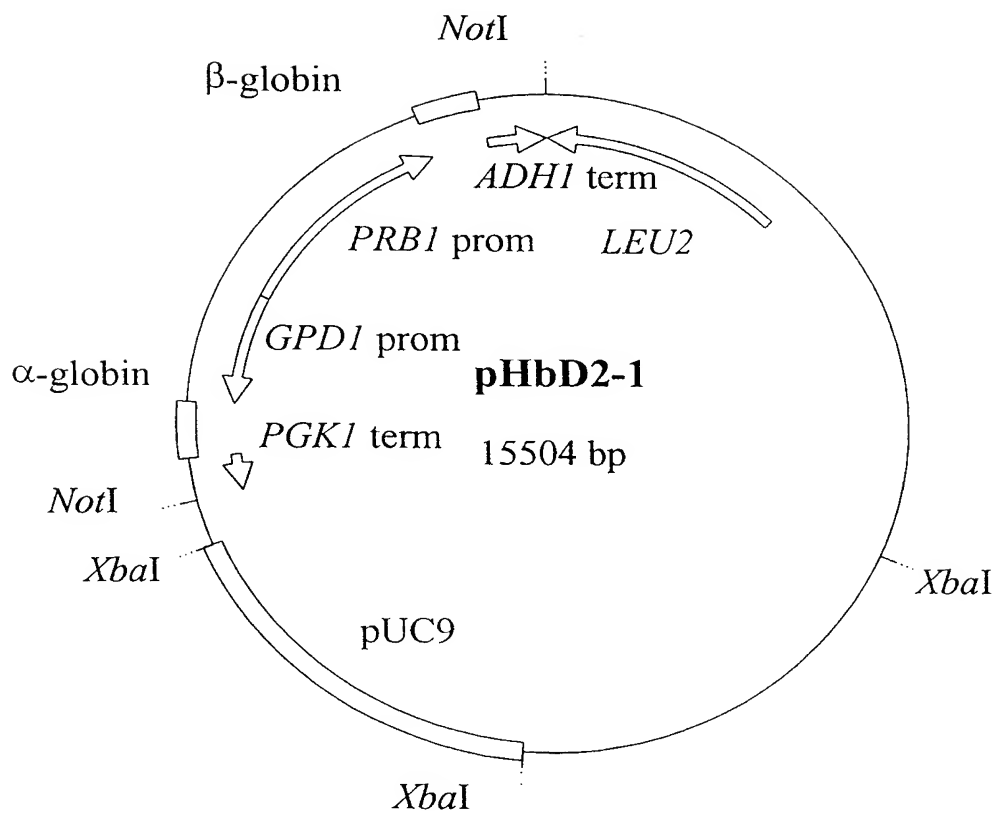 NotI
β-globin
ADH1 term
PRB1 prom
LEU2
GPD1 prom
α-globin
pHbD2-1
PGK1 term
15504 bp
NotI
XbaI
XbaI
pUC9
XbaI